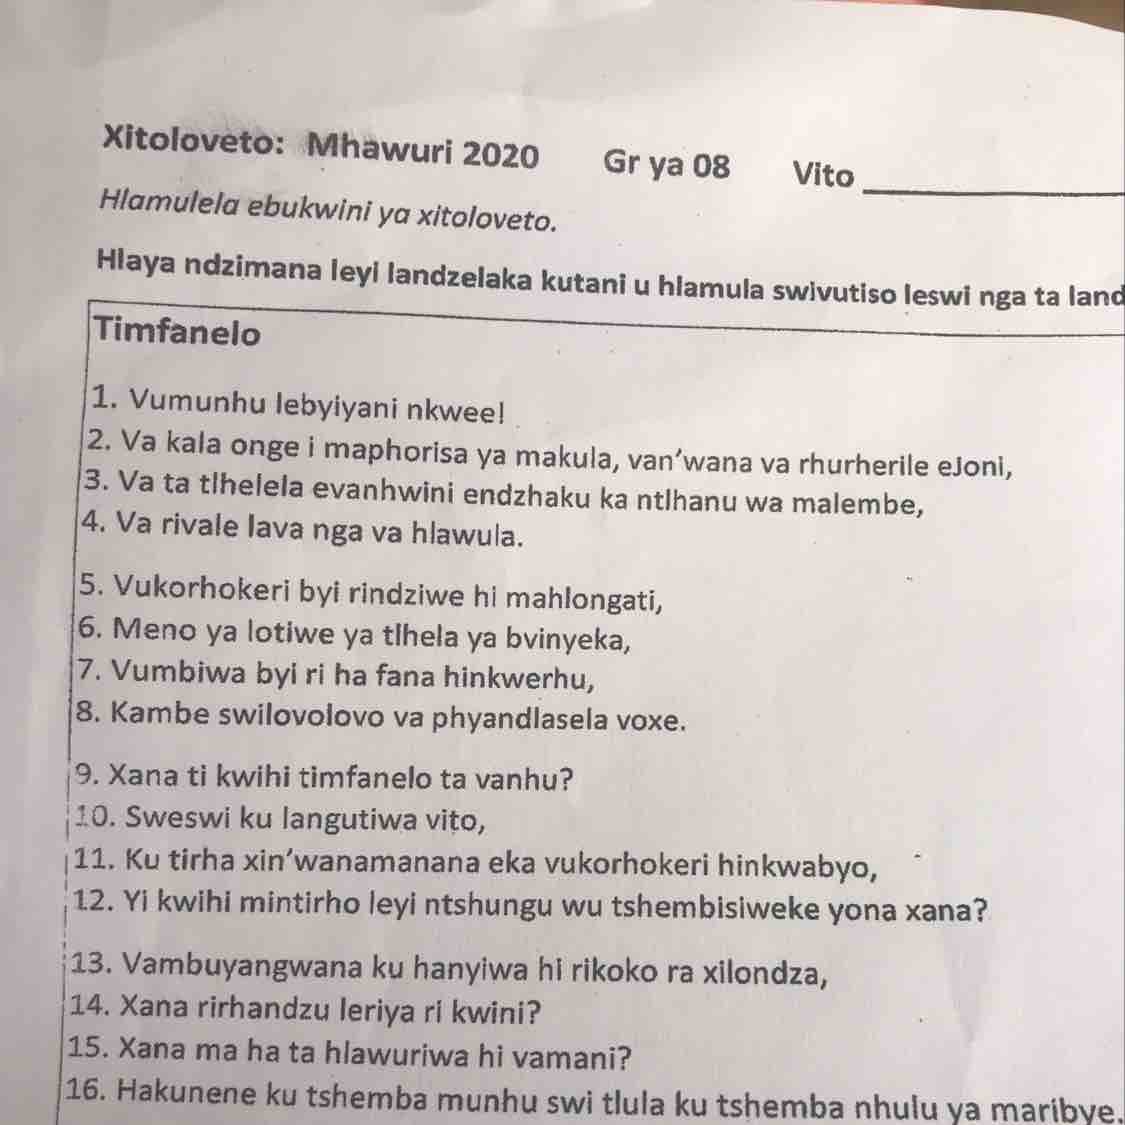 Xitoloveto: Mhawuri 2020 Gr ya 08 Vito
Hlamulela ebukwini ya xitoloveto.
Hlaya ndzimana leyi landzelaka kutani u hlamula swivutiso leswi nga ta land
Timfanelo
1. Vumunhu lebyiyani nkwee!
2. Va kala onge i maphorisa ya makula, van'wana va rhurherile eJoni,
3. Va ta tlhelela evanhwini endzhaku ka ntlhanu wa malembe,
4. Va rivale lava nga va hlawula.
5. Vukorhokeri byi rindziwe hi mahlongati,
6. Meno ya lotiwe ya tlhela ya bvinyeka,
7. Vumbiwa byi ri ha fana hinkwerhu,
8. Kambe swilovolovo va phyandlasela voxe.
9. Xana ti kwihi timfanelo ta vanhu?
10. Sweswi ku langutiwa vito,
11. Ku tirha xin'wanamanana eka vukorhokeri hinkwabyo,
12. Yi kwihi mintirho leyi ntshungu wu tshembisiweke yona xana?
13. Vambuyangwana ku hanyiwa hi rikoko ra xilondza,
14. Xana rirhandzu leriya ri kwini?
15. Xana ma ha ta hlawuriwa hi vamani?
16. Hakunene ku tshemba munhu swi tlula ku tshemba nhulu ya maribye.